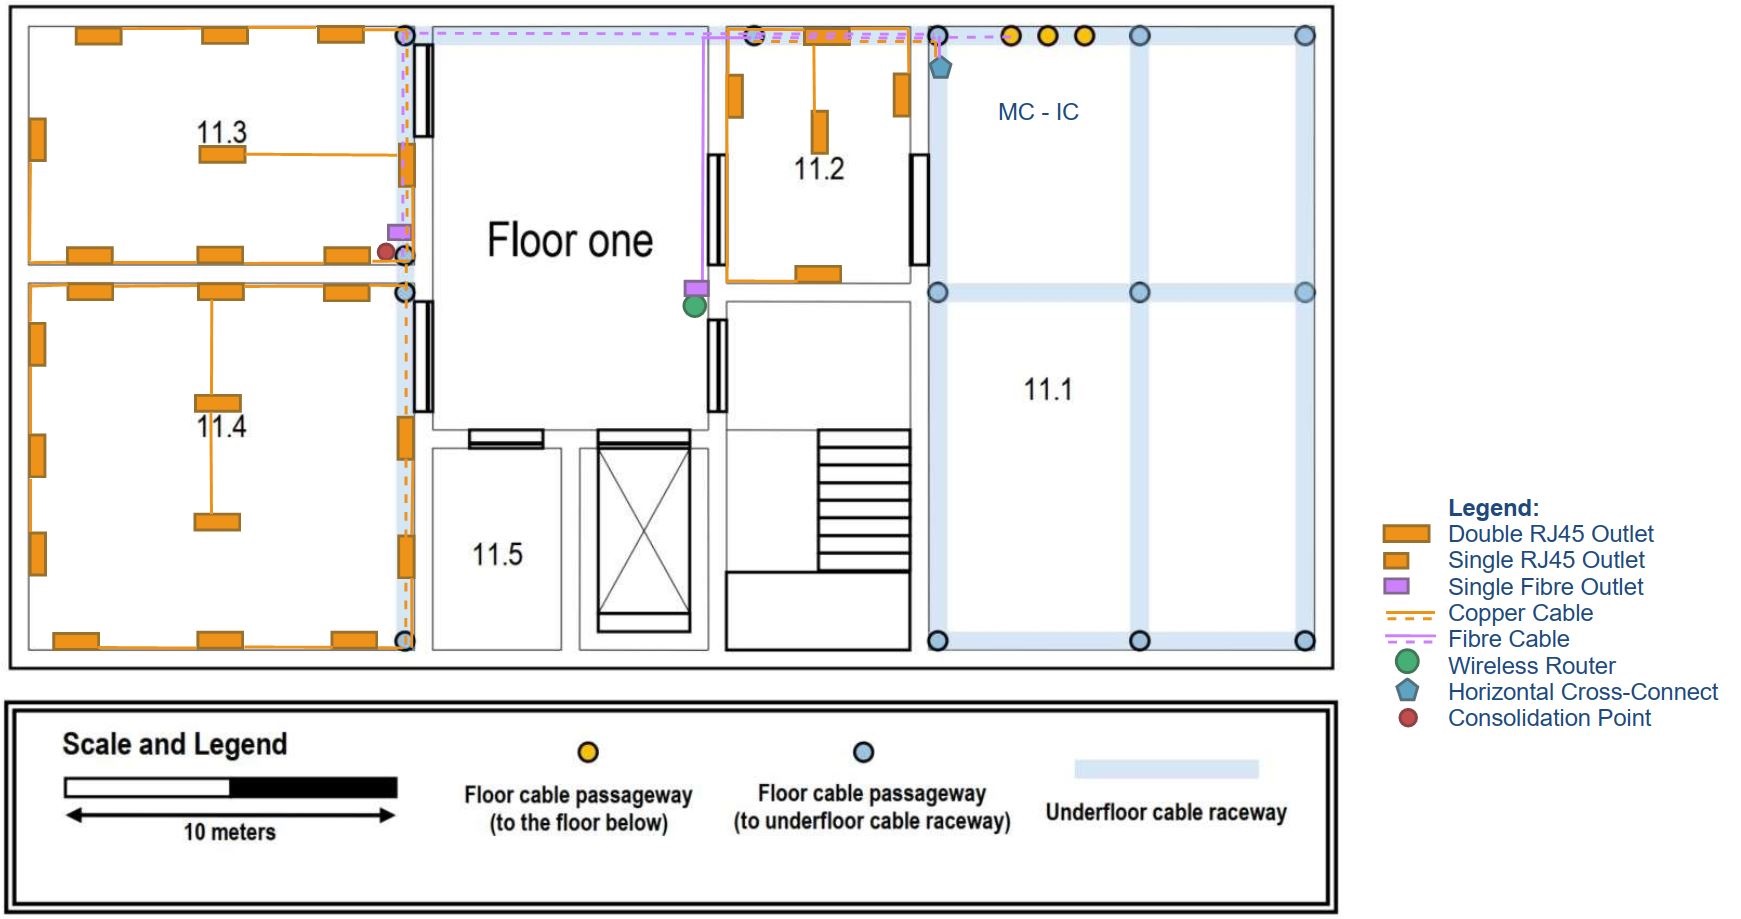 MC - IC
11.3
11.2
Floor one
11.1
11.4
11.5
Legend:
Double RJ45 Outlet
Single RJ45 Outlet
Single Fibre Outlet
Copper Cable
Fibre Cable
Wireless Router
Horizontal Cross-Connect
Consolidation Point
Scale and Legend
10 meters
Floor cable passageway
(to the floor below)
Floor cable passageway
(to underfloor cable raceway)
Underfloor cable raceway